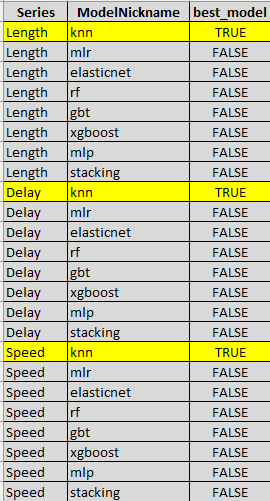 Series ModelNickname best_model
Length knn TRUE
Length mlr FALSE
Length elasticnet FALSE
Length rf FALSE
Length gbt FALSE
Length xgboost FALSE
Length mlp FALSE
Length stacking FALSE
Delay knn TRUE
Delay mlr FALSE
Delay elasticnet FALSE
Delay rf FALSE
Delay gbt FALSE
Delay xgboost FALSE
Delay mlp FALSE
Delay stacking FALSE
Speed knn TRUE
Speed mlr FALSE
Speed elasticnet FALSE
Speed rf FALSE
Speed gbt FALSE
Speed xgboost FALSE
Speed mlp FALSE
Speed stacking FALSE